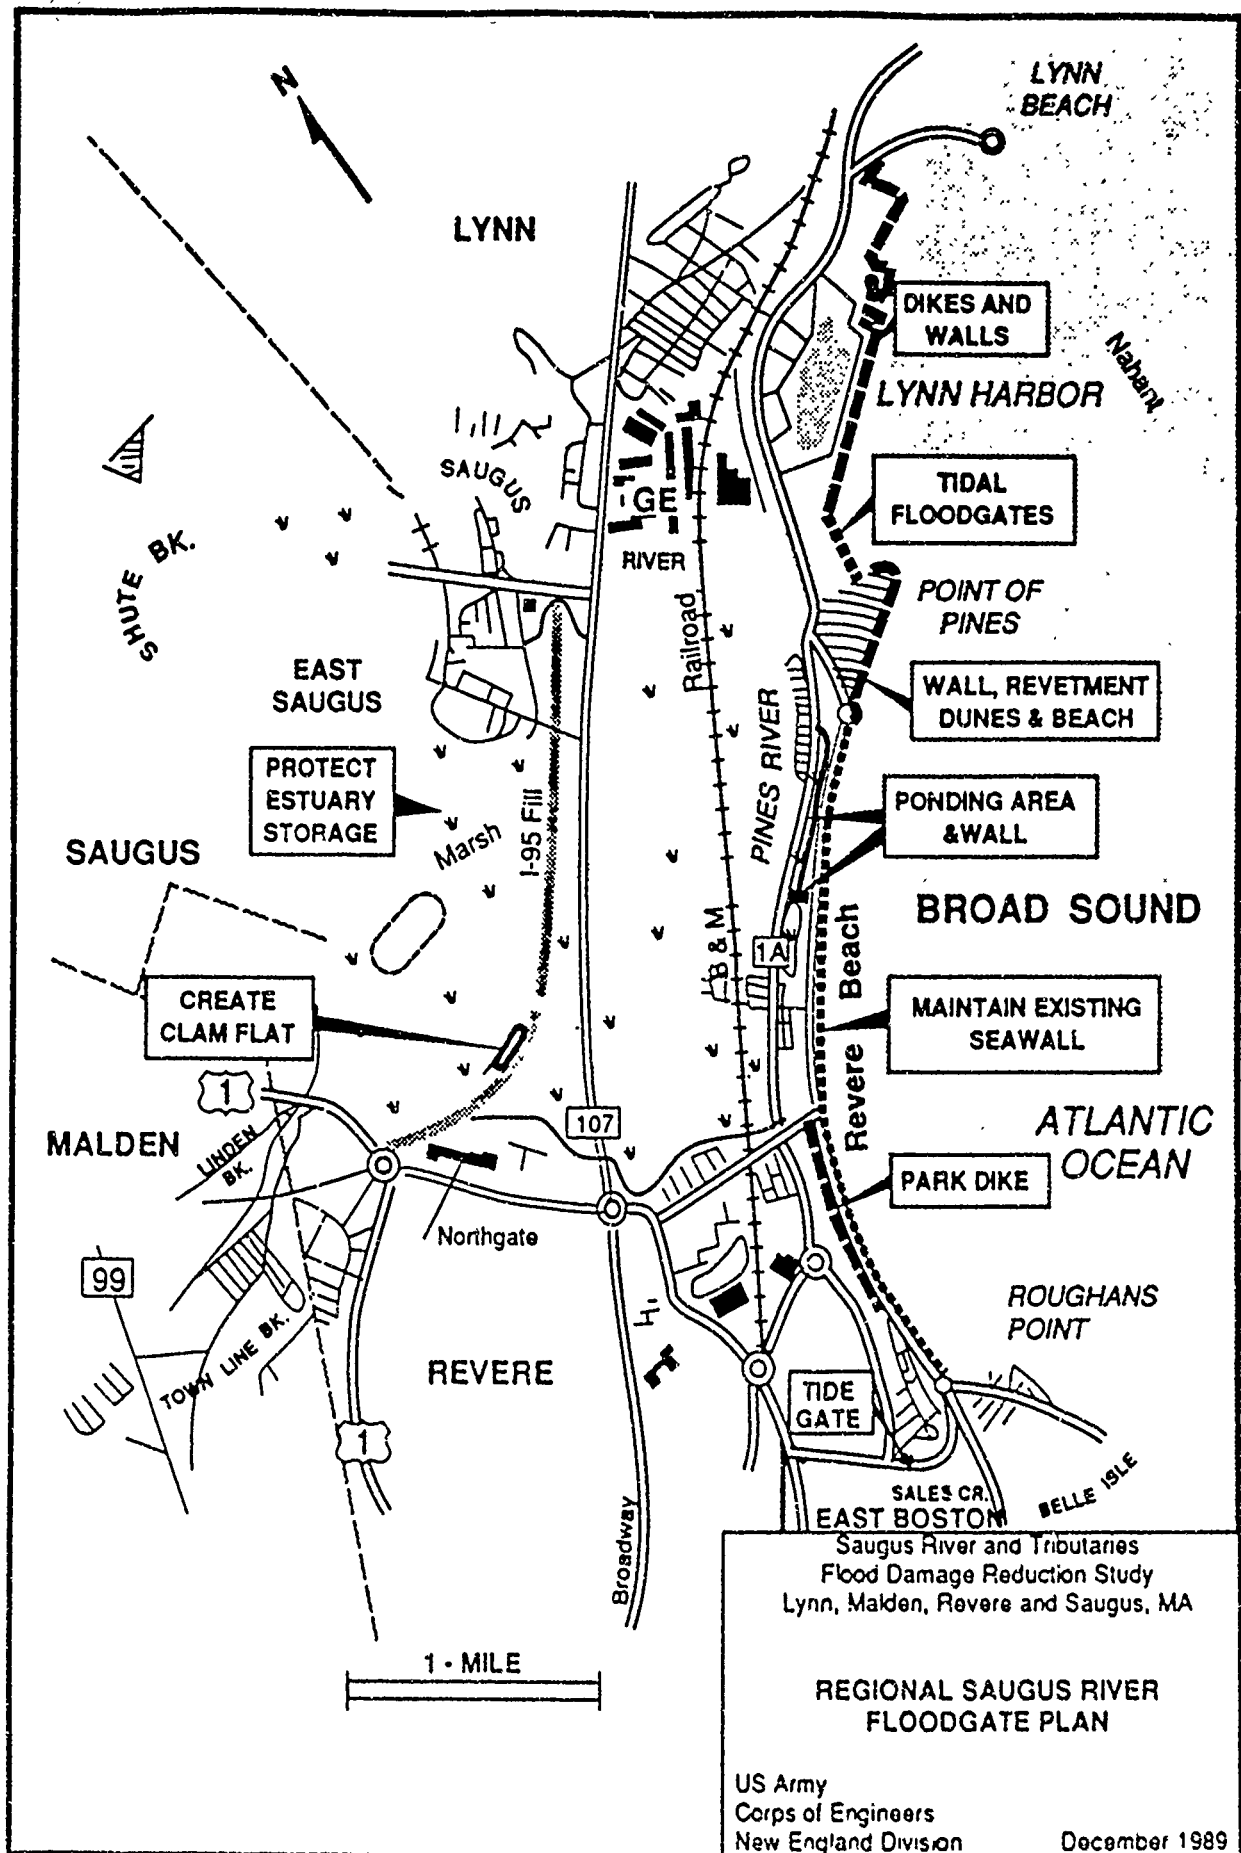 N
LYNN
BEACH
LYNN
DIKES AND
WALLS
Nahant
LYNN HARBOR
SAUGUS
GE
TIDAL
FLOODGATES
SHUTE BK.
RIVER
POINT OF
PINES
Railroad
EAST
SAUGUS
WALL, REVETMENT
DUNES & BEACH
PINES RIVER
PROTECT
ESTUARY
STORAGE
PONDING AREA
&WALL
I-95 Fill
Marsh
SAUGUS
BROAD SOUND
B & M
1A
Revere Beach
CREATE
CLAM FLAT
MAINTAIN EXISTING
SEAWALL
1
107
MALDEN
LINDEN
BK.
ATLANTIC
OCEAN
PARK DIKE
Northgate
99
ROUGHANS
POINT
TOWN LINE BK.
REVERE
TIDE
GATE
1
BELLE ISLE
SALES CR.
EAST BOSTON
Broadway
Saugus River and Tributaries
Flood Damage Reduction Study
Lynn, Malden, Revere and Saugus, MA
1 - MILE
REGIONAL SAUGUS RIVER
FLOODGATE PLAN
US Army
Corps of Engineers
New England Division December 1989